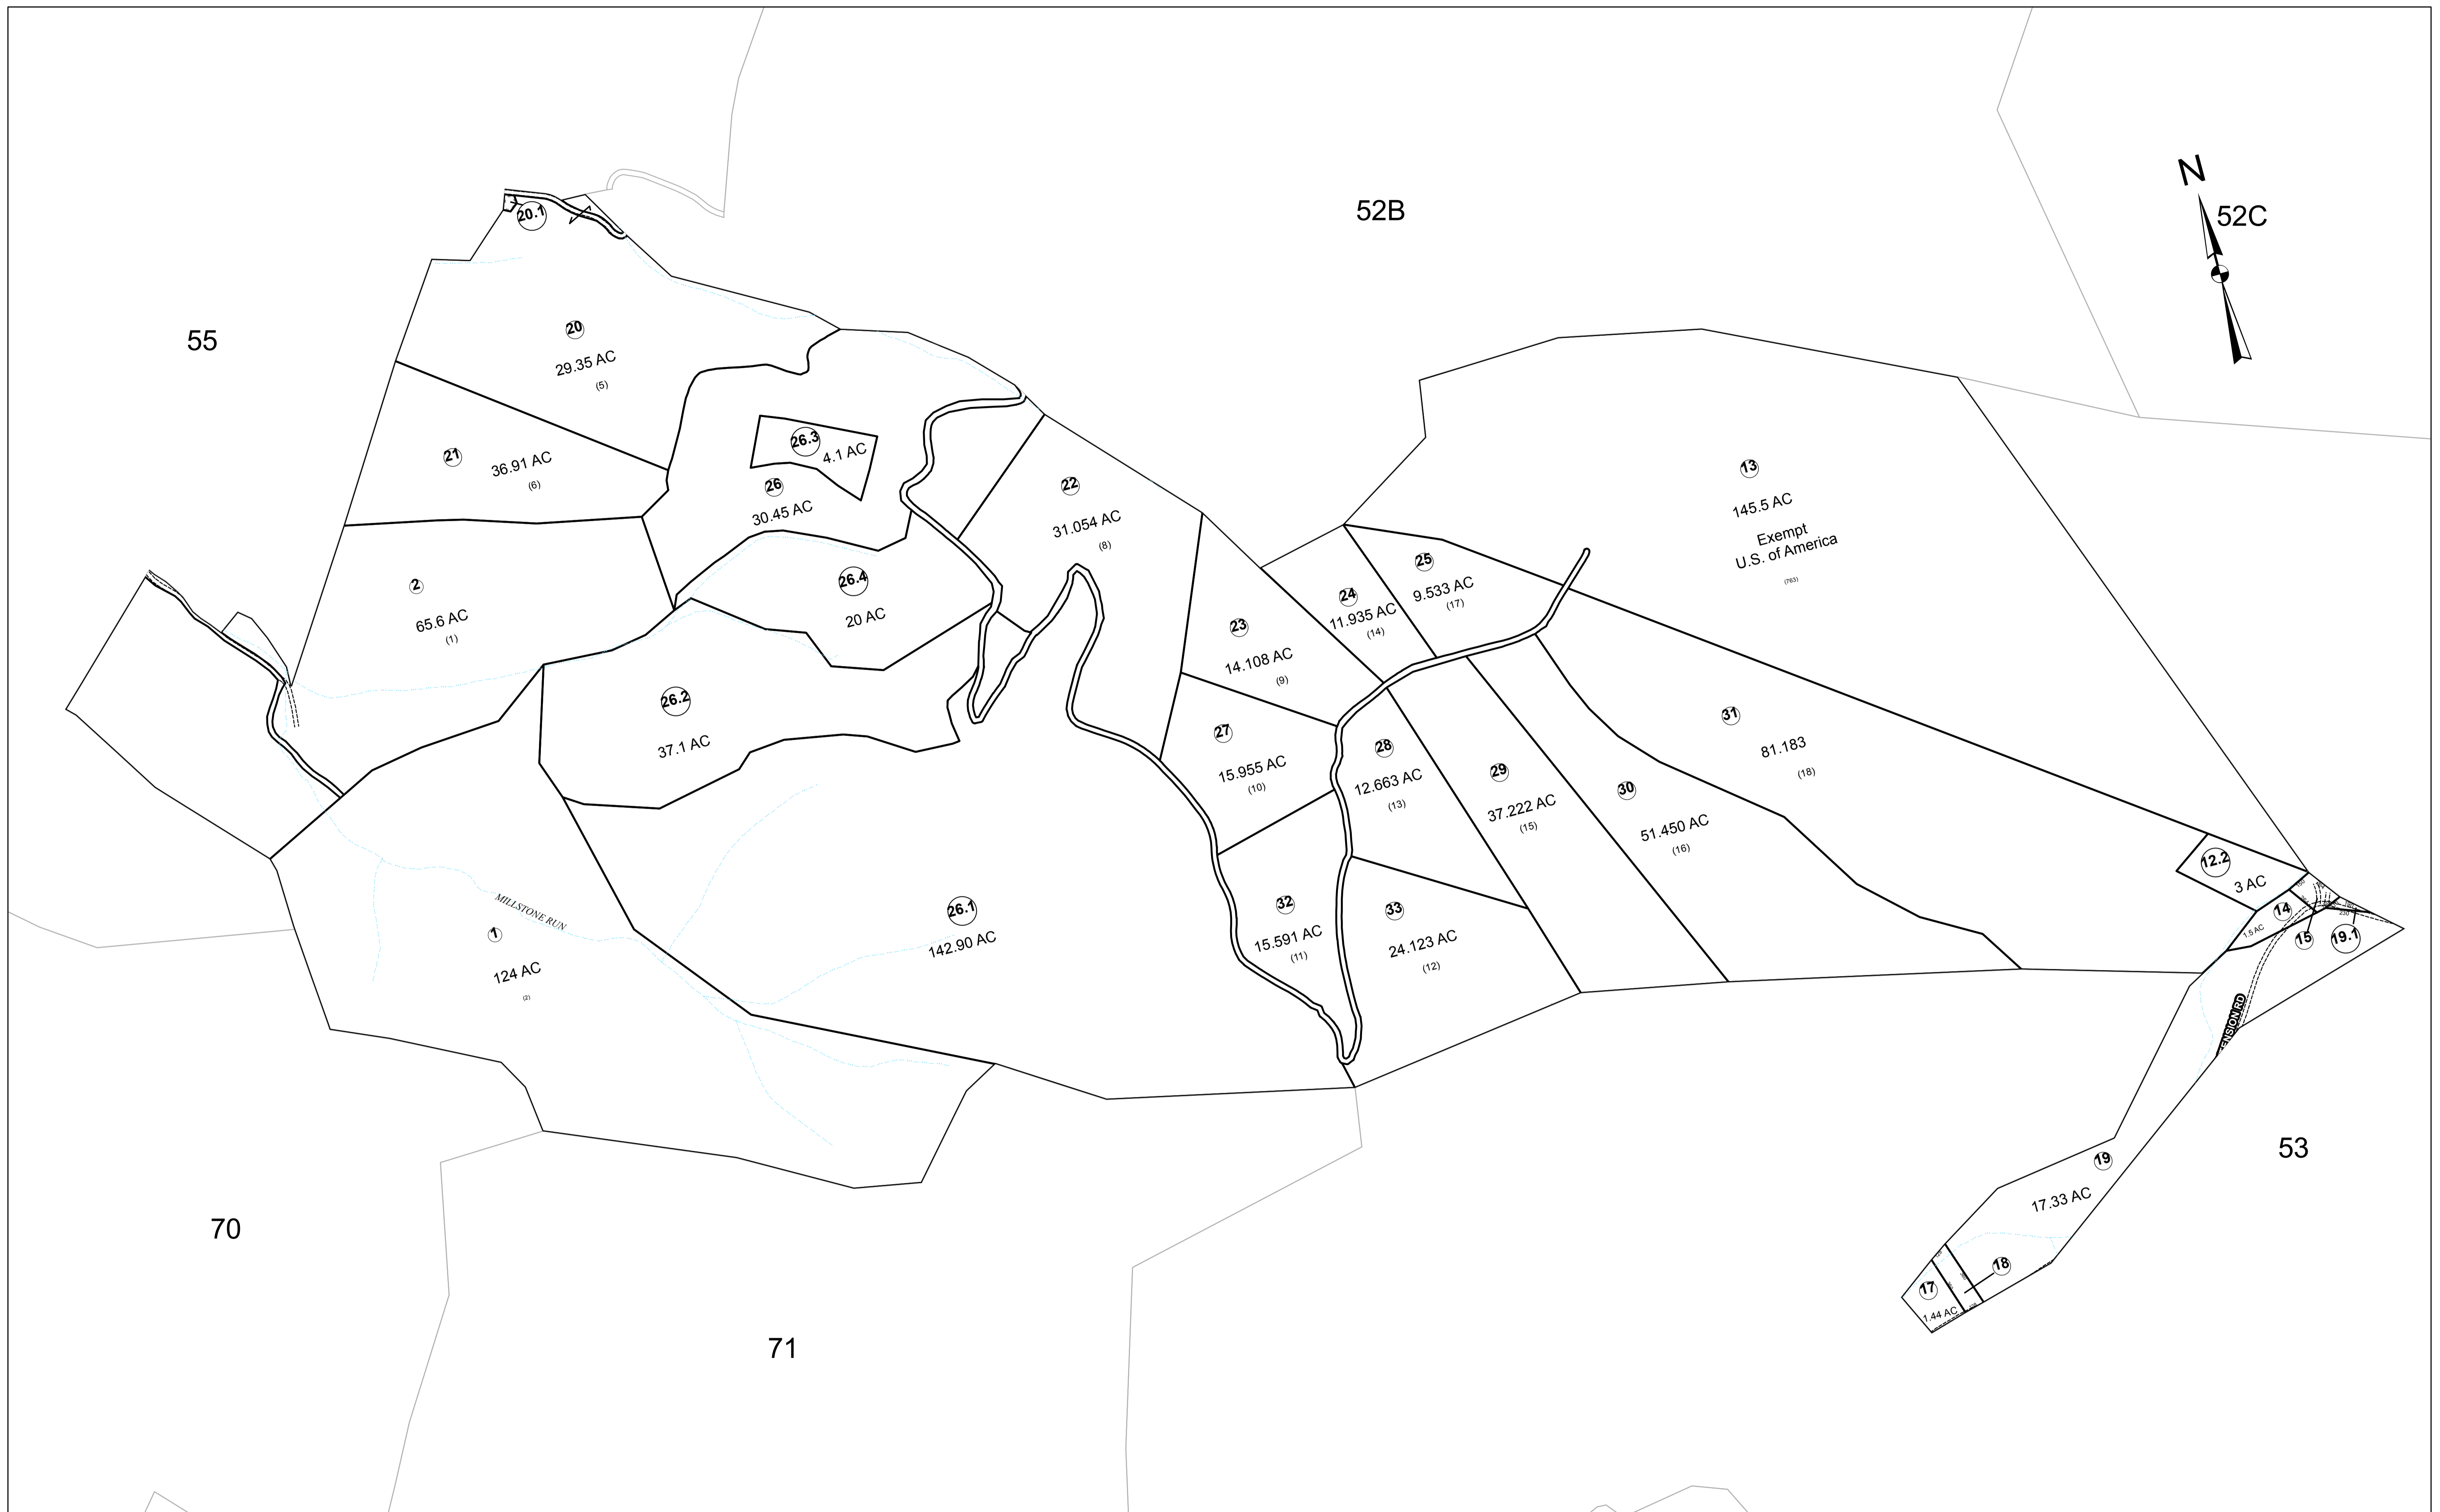 N
52B
52C
55
20.1
20
29.35 AC
(5)
21
36.91 AC
(6)
26.3
4.1 AC
26
30.45 AC
22
31.054 AC
(8)
13
145.5 AC
Exempt
U.S. of America
(763)
2
65.6 AC
(1)
26.4
20 AC
25
9.533 AC
(17)
24
11.935 AC
(14)
23
14.108 AC
(9)
26.2
37.1 AC
27
15.955 AC
(10)
28
12.663 AC
(13)
29
37.222 AC
(15)
30
51.450 AC
(16)
31
81.183
(18)
12.2
3 AC
14
1.5 AC
15
19.1
230
MILLSTONE RUN
1
124 AC
(2)
26.1
142.90 AC
32
15.591 AC
(11)
33
24.123 AC
(12)
ENSION RD
53
19
17.33 AC
18
17
1.44 AC
70
71